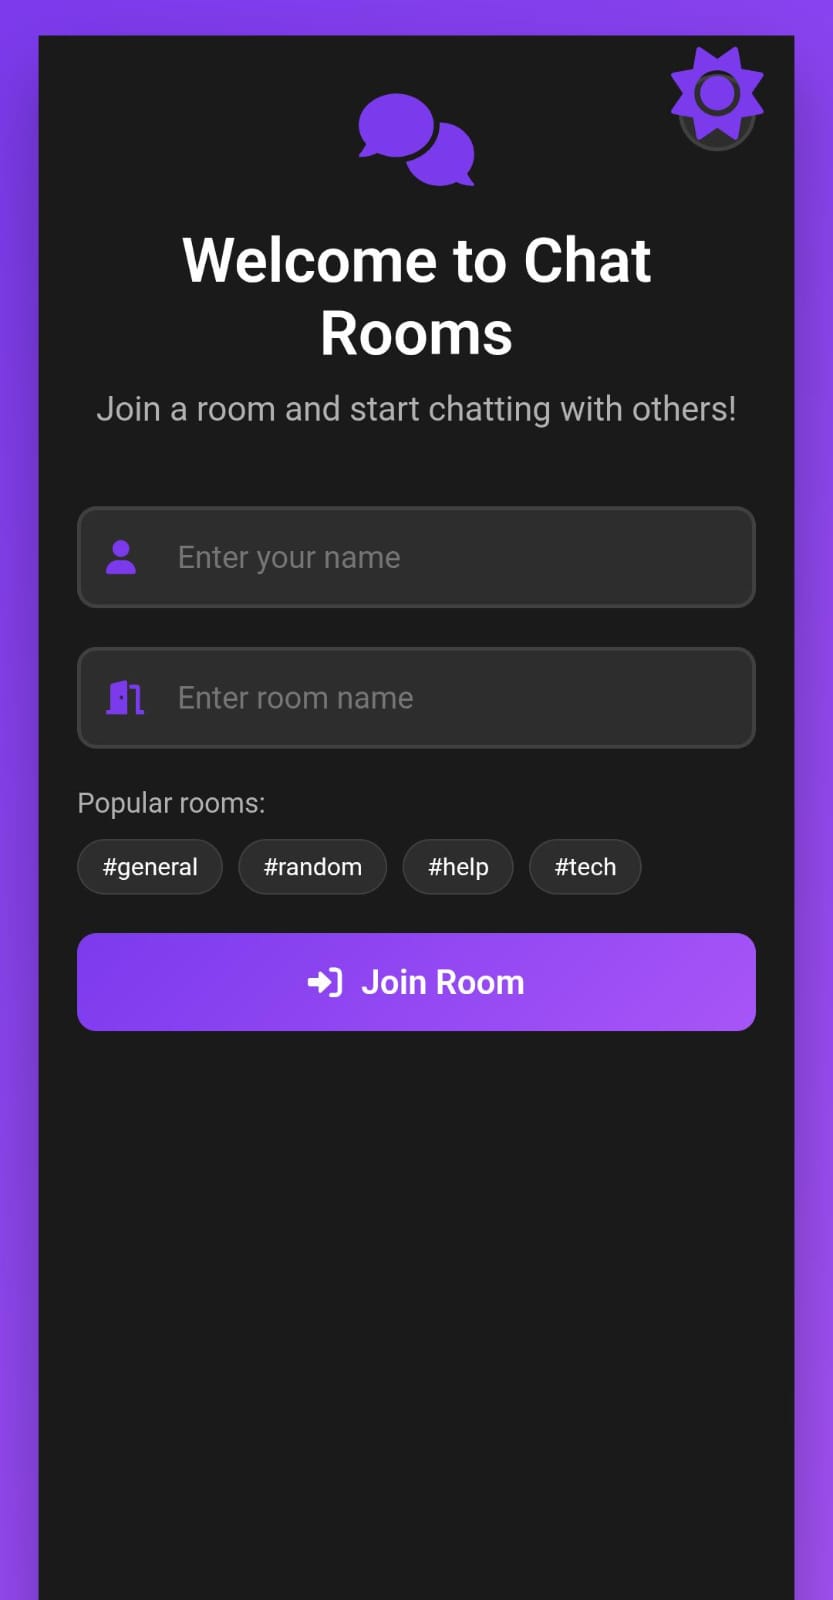 Welcome to Chat
Rooms
Join a room and start chatting with others!
Enter your name
Enter room name
Popular rooms:
#general #random #help #tech
Join Room